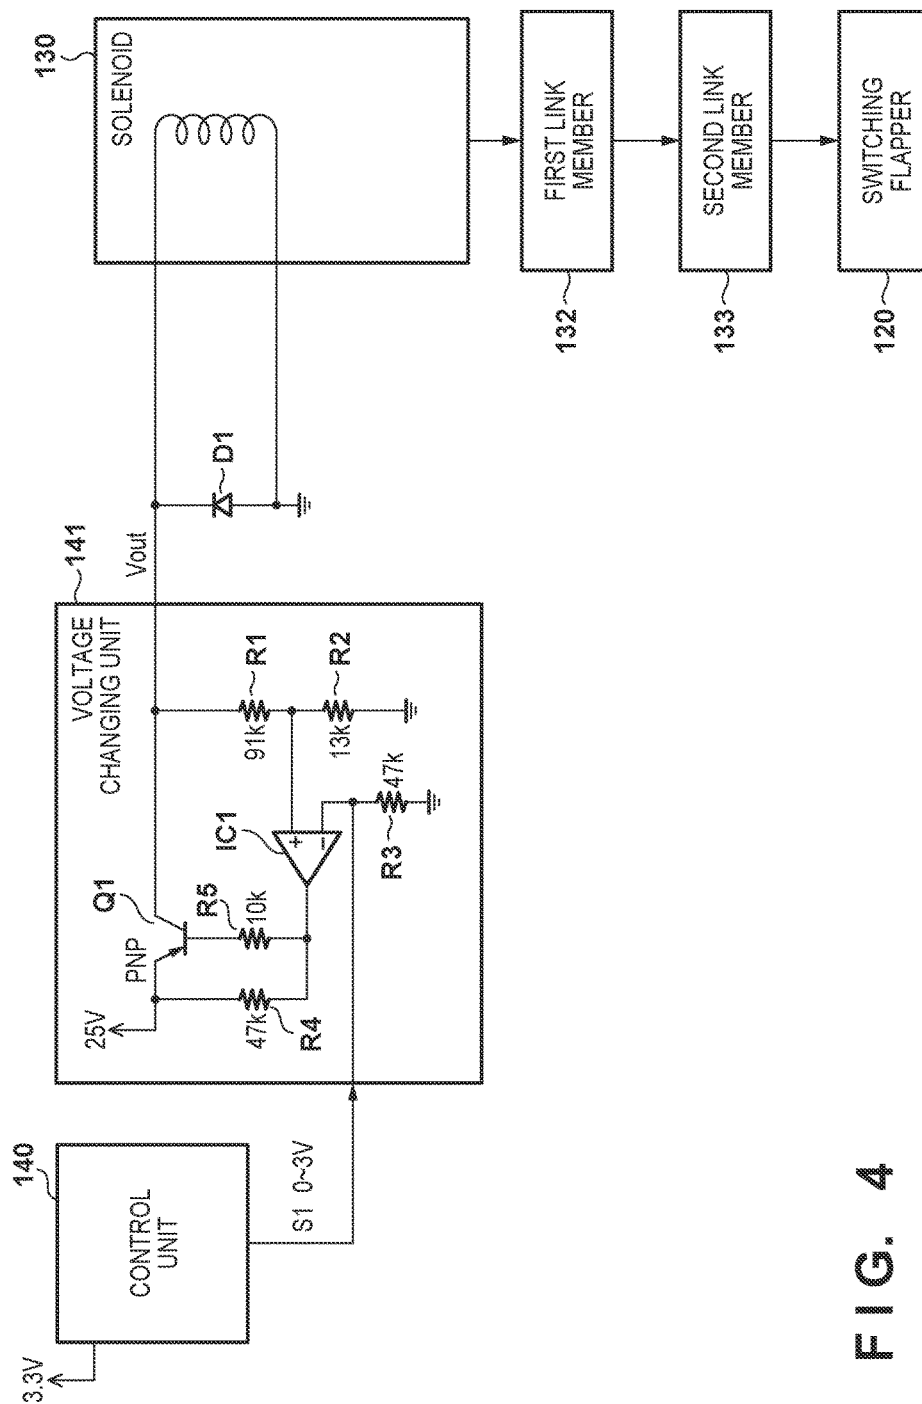 FIG. 4
3.3V
140
CONTROL
UNIT
S1 0~3V
141
VOLTAGE
CHANGING UNIT
25V
PNP
Q1
R4
47k
R5
10k
IC1
+
−
R1
91k
R2
13k
R3
47k
Vout
D1
130
SOLENOID
FIRST LINK
MEMBER
132
SECOND LINK
MEMBER
133
SWITCHING
FLAPPER
120